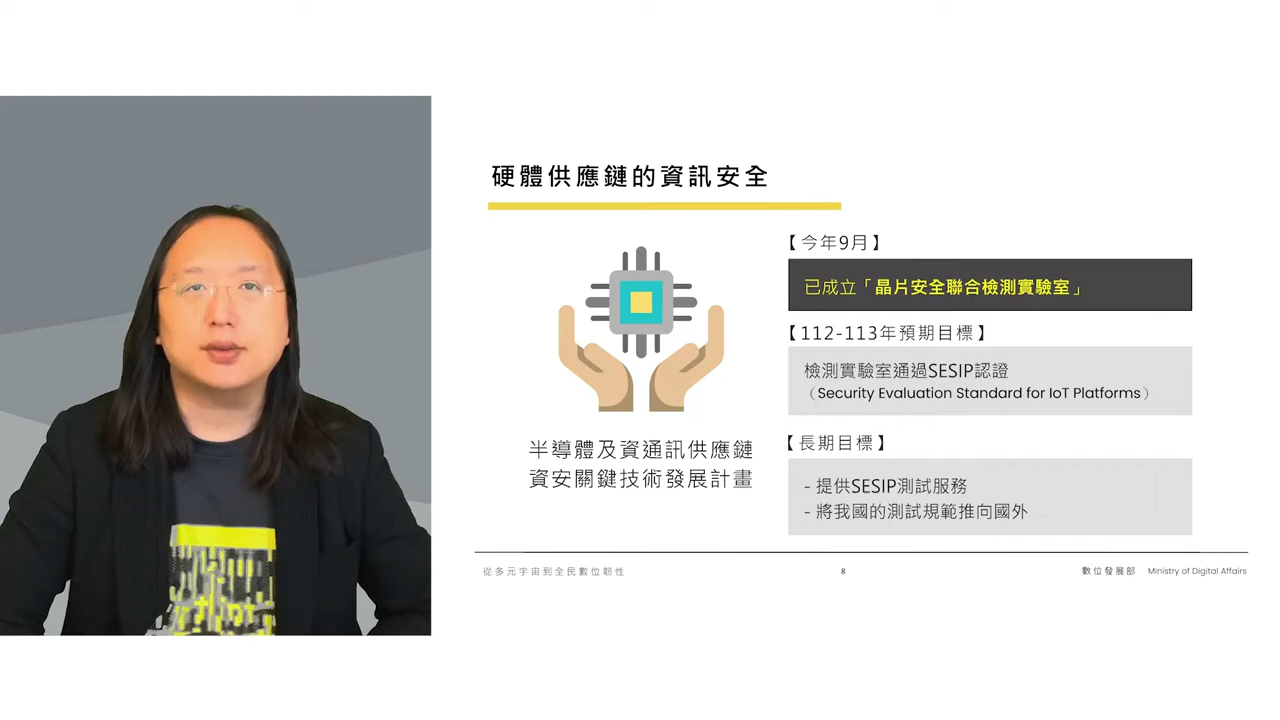 硬體供應鏈的資訊安全
【今年9月】
已成立「晶片安全聯合檢測實驗室」
【112-113年預期目標】
檢測實驗室通過SESIP認證
（Security Evaluation Standard for IoT Platforms）
【長期目標】
- 提供SESIP測試服務
- 將我國的測試規範推向國外
半導體及資通訊供應鏈
資安關鍵技術發展計畫
從多元宇宙到全民數位韌性
8
數位發展部 Ministry of Digital Affairs